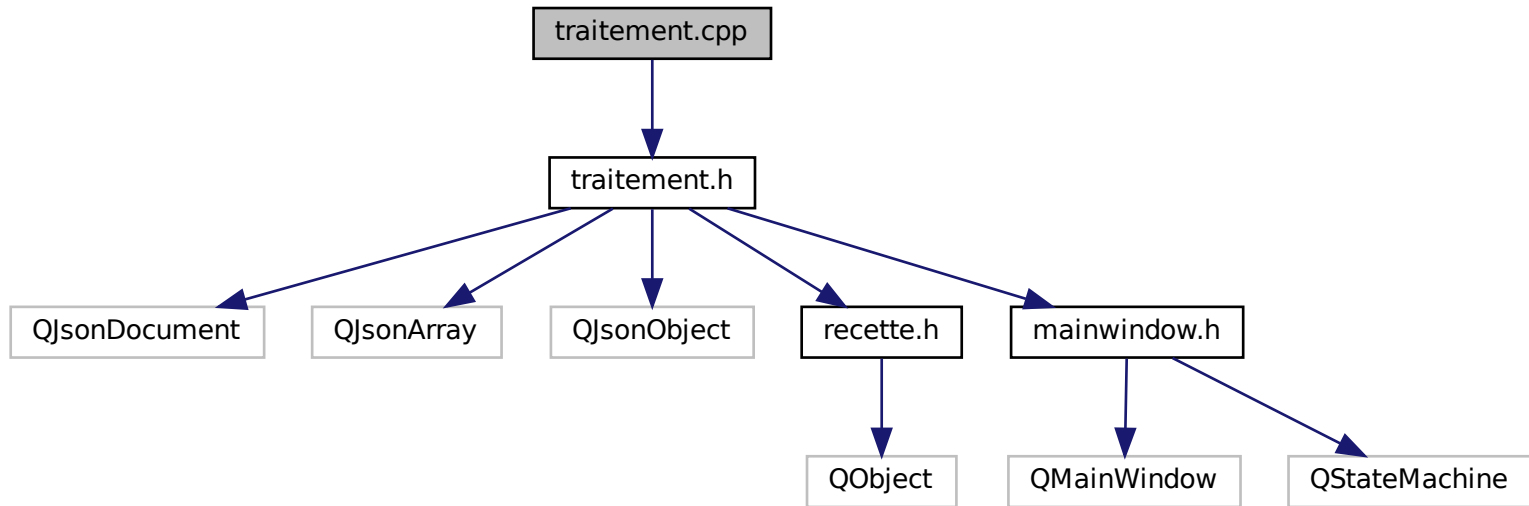 traitement.cpp
traitement.h
QJsonDocument
QJsonArray
QJsonObject
recette.h
mainwindow.h
QObject
QMainWindow
QStateMachine